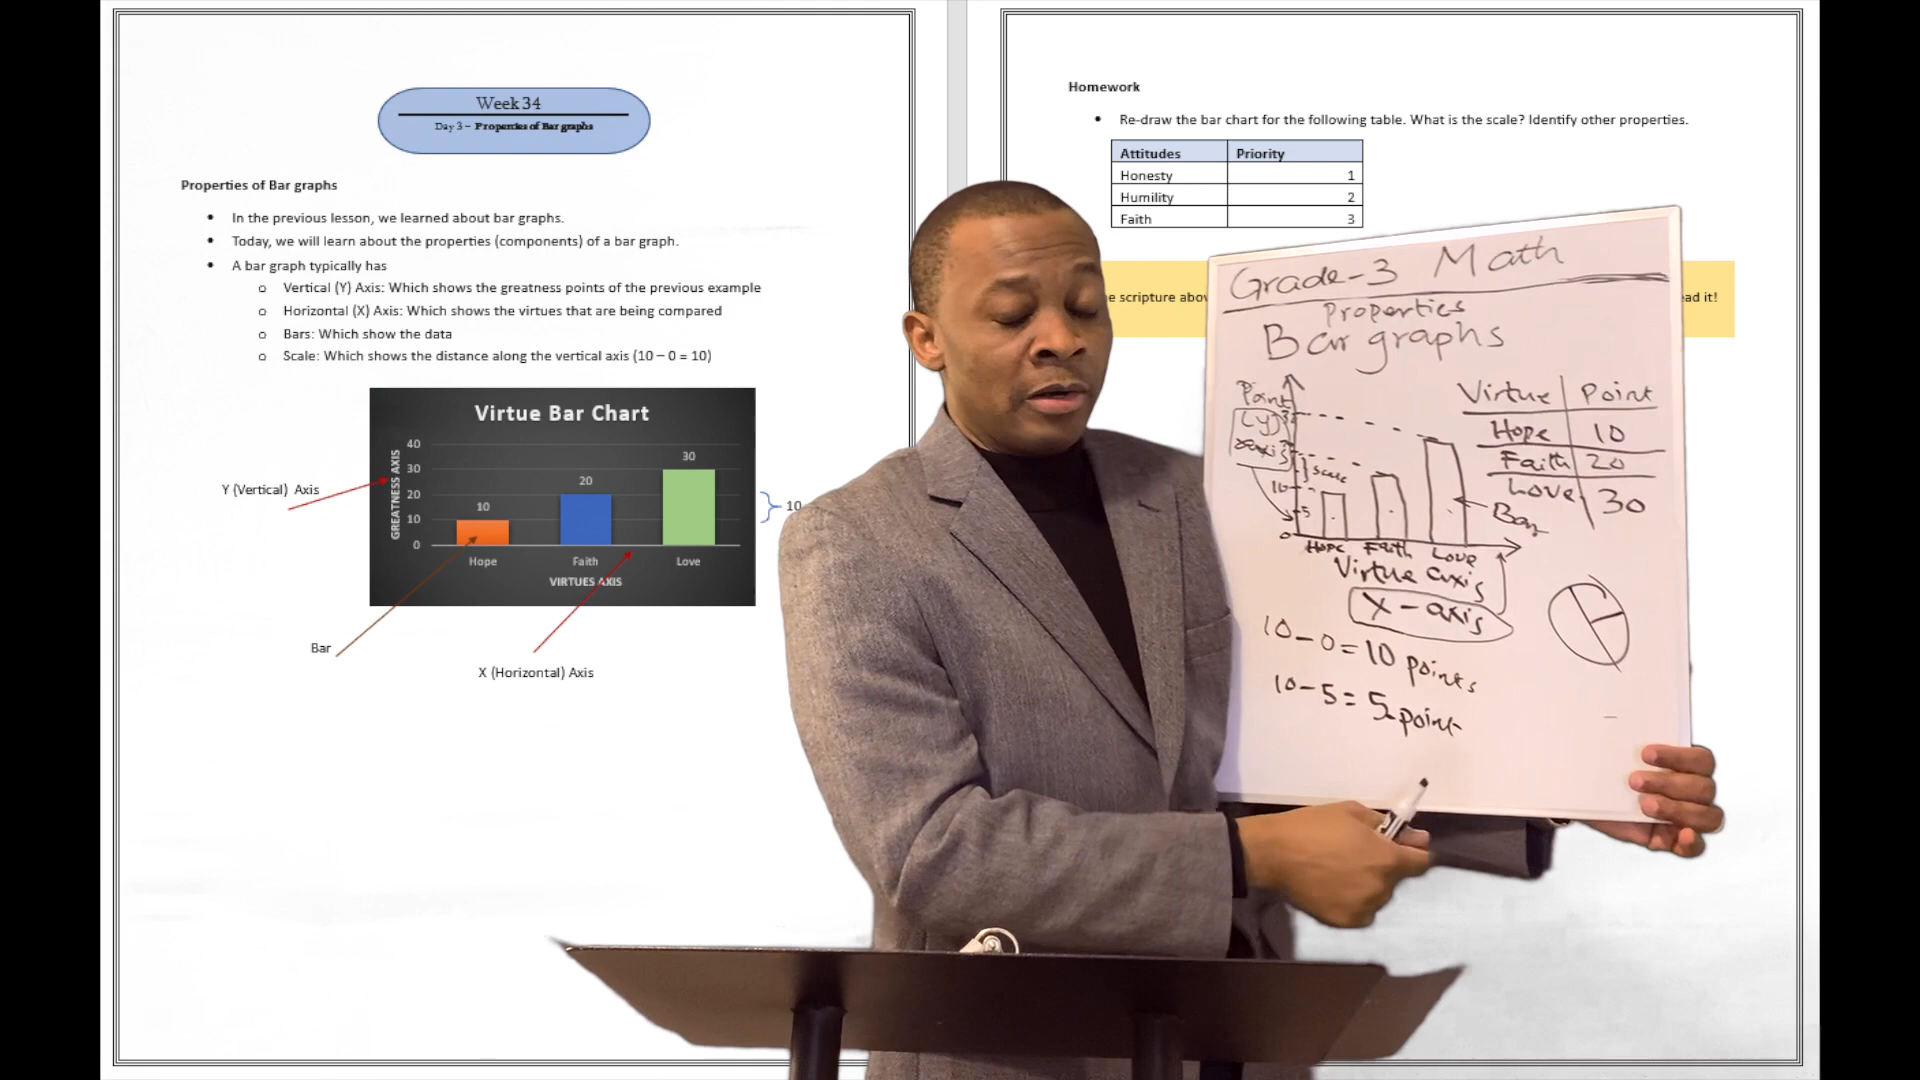 Week 34
Day 3 – Properties of Bar graphs
Properties of Bar graphs
• In the previous lesson, we learned about bar graphs.
• Today, we will learn about the properties (components) of a bar graph.
• A bar graph typically has
o Vertical (Y) Axis: Which shows the greatness points of the previous example
o Horizontal (X) Axis: Which shows the virtues that are being compared
o Bars: Which show the data
o Scale: Which shows the distance along the vertical axis (10 – 0 = 10)
Virtue Bar Chart
GREATNESS AXIS
40
30
20
10
0
10
20
30
Hope Faith Love
VIRTUES AXIS
Y (Vertical) Axis
10
Bar
X (Horizontal) Axis
Homework
• Re-draw the bar chart for the following table. What is the scale? Identify other properties.
Attitudes Priority
Honesty 1
Humility 2
Faith 3
scripture
ead it!
Grade-3 Math
Properties
Bar graphs
Point
(y)
scale
10
5
0
Hope Faith Love
Bar
Virtue axis
X-axis
Virtue Point
Hope 10
Faith 20
Love 30
10-0=10 points
10-5=5 point